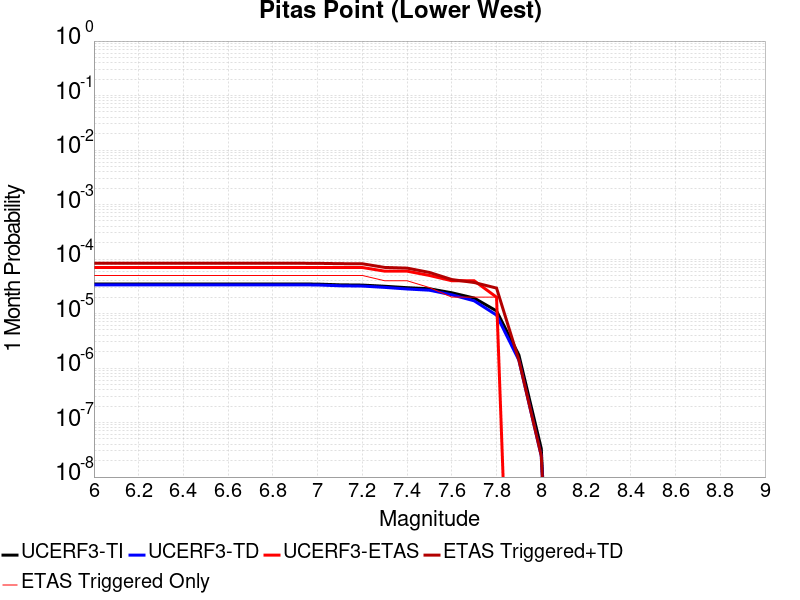 Pitas Point (Lower West)
10^0
10^-1
10^-2
10^-3
10^-4
10^-5
10^-6
10^-7
10^-8
1 Month Probability
6 6.2 6.4 6.6 6.8 7 7.2 7.4 7.6 7.8 8 8.2 8.4 8.6 8.8 9
Magnitude
UCERF3-TI UCERF3-TD UCERF3-ETAS ETAS Triggered+TD
ETAS Triggered Only